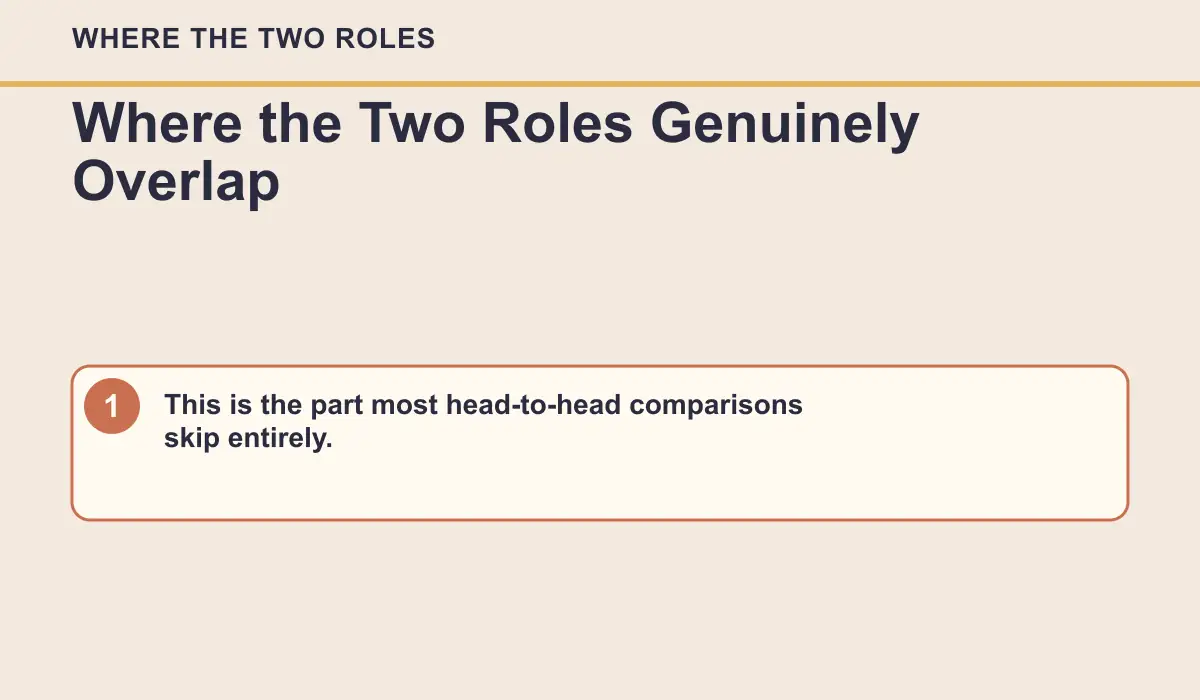 WHERE THE TWO ROLES
Where the Two Roles Genuinely
Overlap
1
This is the part most head-to-head comparisons
skip entirely.